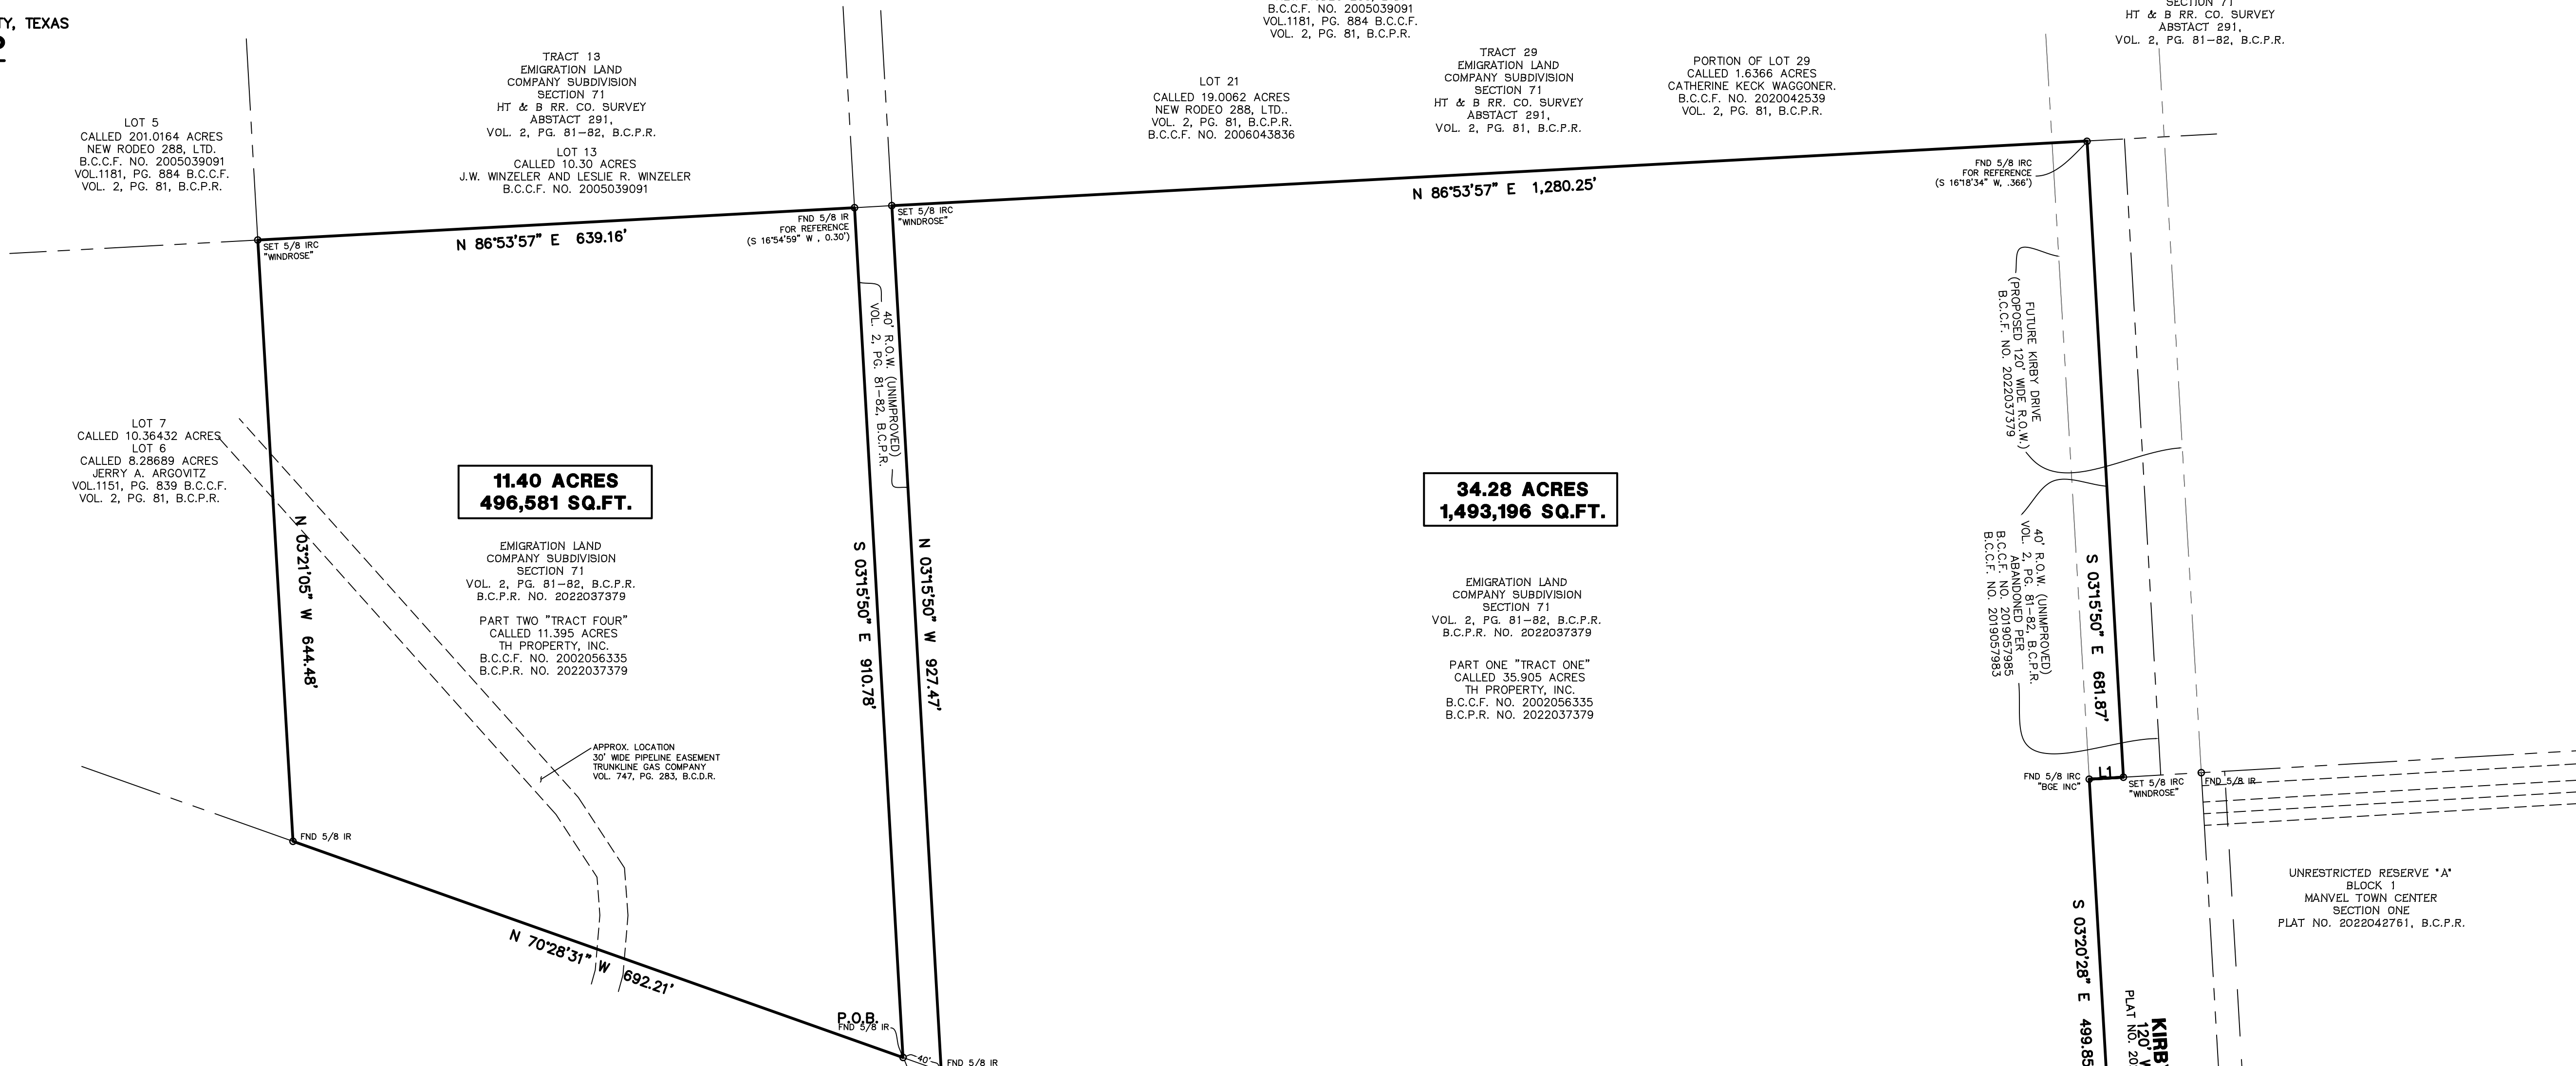 TY, TEXAS
B.C.C.F. NO. 2005039091
VOL.1181, PG. 884 B.C.C.F.
VOL. 2, PG. 81, B.C.P.R.
SECTION 71
HT & B RR. CO. SURVEY
ABSTACT 291,
VOL. 2, PG. 81-82, B.C.P.R.
LOT 5
CALLED 201.0164 ACRES
NEW RODEO 288, LTD.
B.C.C.F. NO. 2005039091
VOL.1181, PG. 884 B.C.C.F.
VOL. 2, PG. 81, B.C.P.R.
TRACT 13
EMIGRATION LAND
COMPANY SUBDIVISION
SECTION 71
HT & B RR. CO. SURVEY
ABSTACT 291,
VOL. 2, PG. 81-82, B.C.P.R.
LOT 13
CALLED 10.30 ACRES
J.W. WINZELER AND LESLIE R. WINZELER
B.C.C.F. NO. 2005039091
LOT 21
CALLED 19.0062 ACRES
NEW RODEO 288, LTD..
VOL. 2, PG. 81, B.C.P.R.
B.C.C.F. NO. 2006043836
TRACT 29
EMIGRATION LAND
COMPANY SUBDIVISION
SECTION 71
HT & B RR. CO. SURVEY
ABSTACT 291,
VOL. 2, PG. 81, B.C.P.R.
PORTION OF LOT 29
CALLED 1.6366 ACRES
CATHERINE KECK WAGGONER.
B.C.C.F. NO. 2020042539
VOL. 2, PG. 81, B.C.P.R.
SET 5/8 IRC
"WINDROSE"
N 86°53'57" E 639.16'
FND 5/8 IR
FOR REFERENCE
(S 16°54'59" W , 0.30')
SET 5/8 IRC
"WINDROSE"
N 86°53'57" E 1,280.25'
FND 5/8 IRC
FOR REFERENCE
(S 16°18'34" W, .366')
40' R.O.W. (UNIMPROVED)
VOL. 2, PG. 81-82, B.C.P.R.
FUTURE KIRBY DRIVE
(PROPOSED 120' WIDE R.O.W.)
B.C.C.F. NO. 2022037379
LOT 7
CALLED 10.36432 ACRES
LOT 6
CALLED 8.28689 ACRES
JERRY A. ARGOVITZ
VOL.1151, PG. 839 B.C.C.F.
VOL. 2, PG. 81, B.C.P.R.
N 03°21'05" W 644.48'
11.40 ACRES
496,581 SQ.FT.
EMIGRATION LAND
COMPANY SUBDIVISION
SECTION 71
VOL. 2, PG. 81-82, B.C.P.R.
B.C.P.R. NO. 2022037379
PART TWO "TRACT FOUR"
CALLED 11.395 ACRES
TH PROPERTY, INC.
B.C.C.F. NO. 2002056335
B.C.P.R. NO. 2022037379
S 03°15'50" E 910.78'
N 03°15'50" W 927.47'
34.28 ACRES
1,493,196 SQ.FT.
EMIGRATION LAND
COMPANY SUBDIVISION
SECTION 71
VOL. 2, PG. 81-82, B.C.P.R.
B.C.P.R. NO. 2022037379
PART ONE "TRACT ONE"
CALLED 35.905 ACRES
TH PROPERTY, INC.
B.C.C.F. NO. 2002056335
B.C.P.R. NO. 2022037379
40' R.O.W. (UNIMPROVED)
VOL. 2, PG. 81-82, B.C.P.R.
ABANDONED PER
B.C.C.F. NO. 2019057985
B.C.C.F. NO. 2019057983
S 03°15'50" E 681.87'
APPROX. LOCATION
30' WIDE PIPELINE EASEMENT
TRUNKLINE GAS COMPANY
VOL. 747, PG. 283, B.C.D.R.
FND 5/8 IRC
"BGE INC"
L1
SET 5/8 IRC
"WINDROSE"
FND 5/8 IR
FND 5/8 IR
N 70°28'31" W 692.21'
UNRESTRICTED RESERVE "A"
BLOCK 1
MANVEL TOWN CENTER
SECTION ONE
PLAT NO. 2022042761, B.C.P.R.
S 03°20'28" E 499.85
P.O.B.
FND 5/8 IR
40'
FND 5/8 IR
KIRB
120' W
PLAT NO. 20